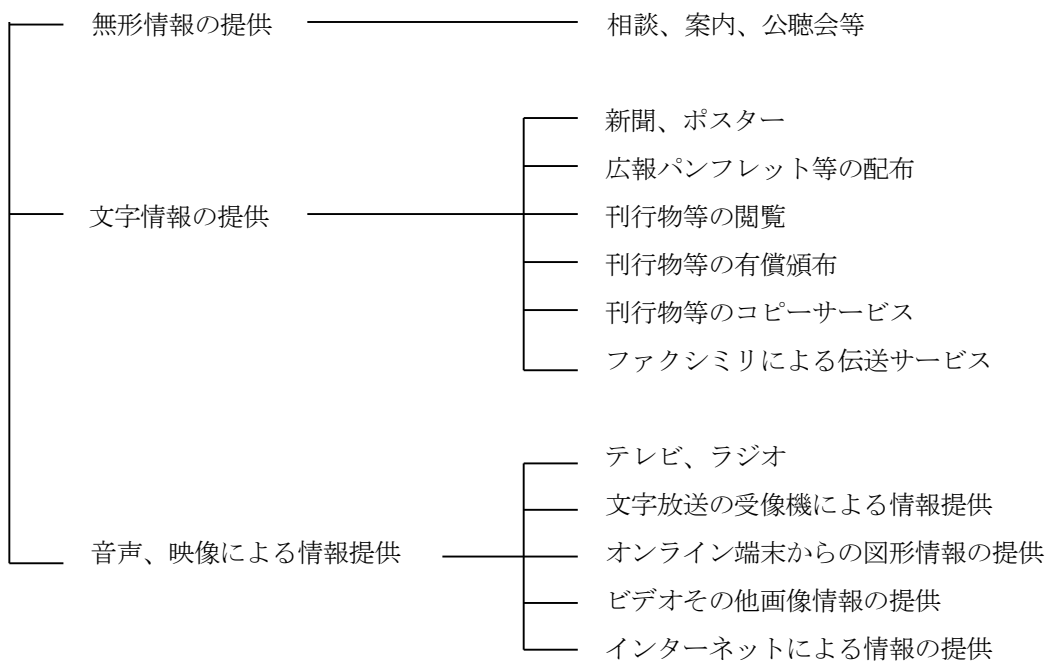 無形情報の提供
相談、案内、公聴会等
文字情報の提供
新聞、ポスター
広報パンフレット等の配布
刊行物等の閲覧
刊行物等の有償頒布
刊行物等のコピーサービス
ファクシミリによる伝送サービス
音声、映像による情報提供
テレビ、ラジオ
文字放送の受像機による情報提供
オンライン端末からの図形情報の提供
ビデオその他画像情報の提供
インターネットによる情報の提供